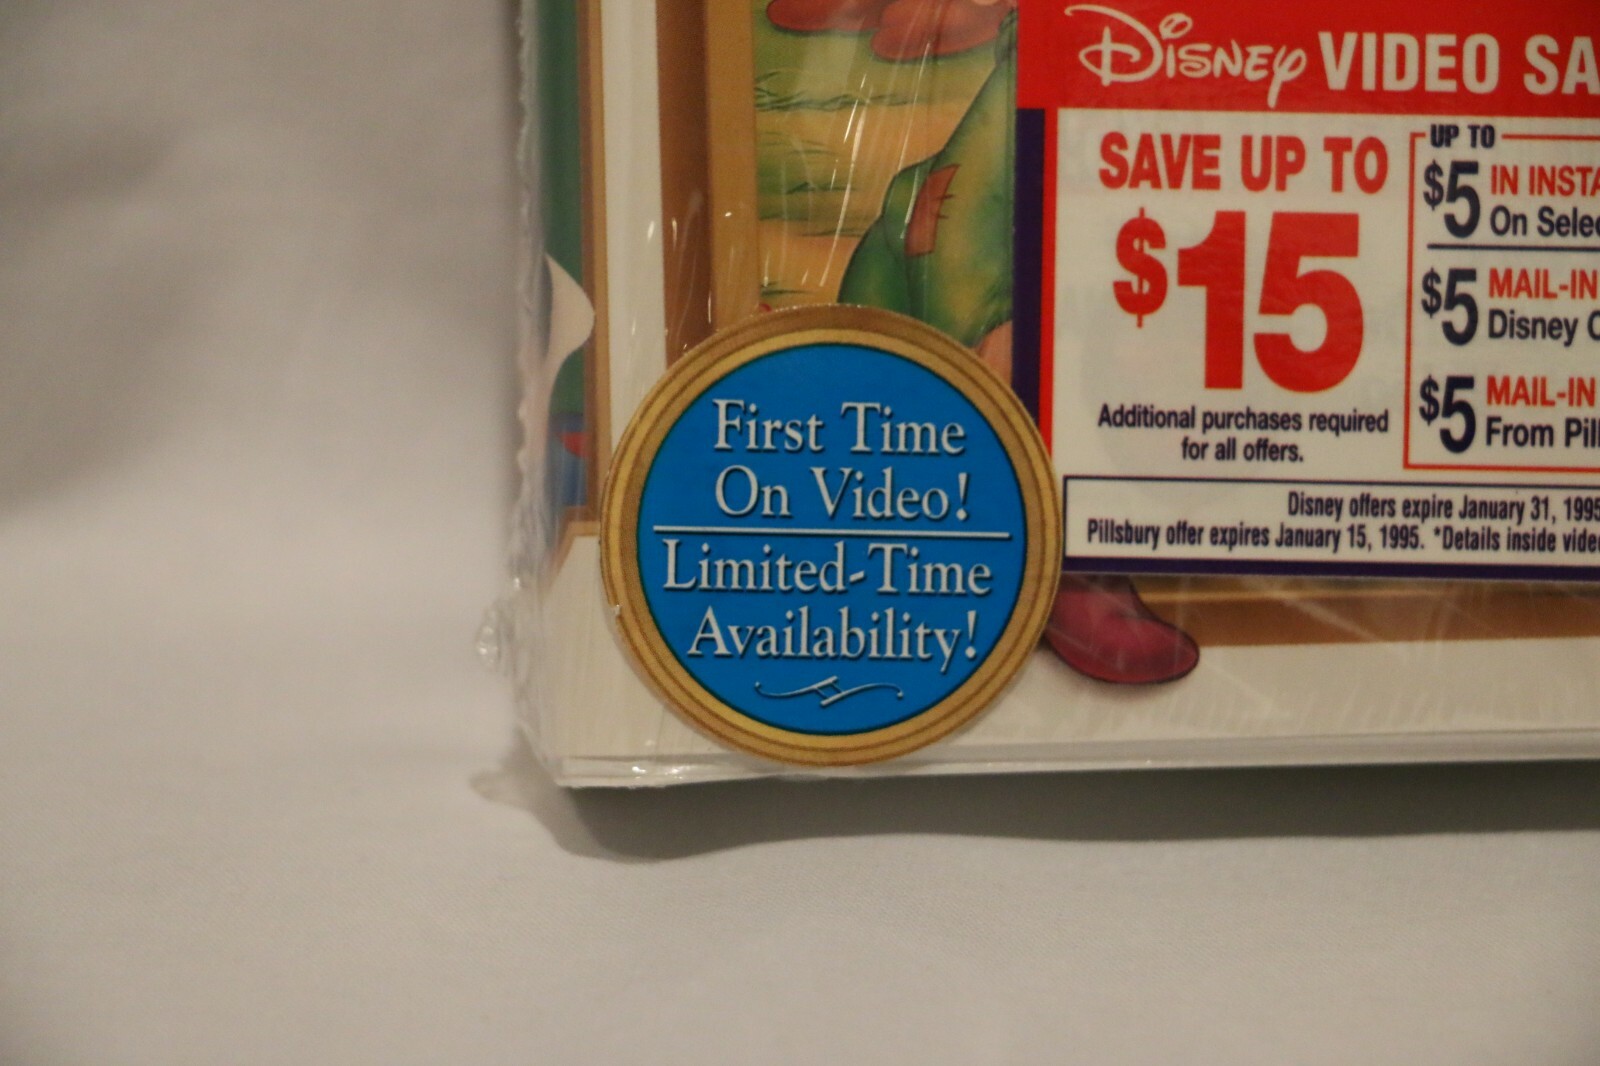 Disney VIDEO SA
SAVE UP TO
$15
Additional purchases required
for all offers.
UP TO
$5 IN INSTA
On Selec
$5 MAIL-IN
Disney C
$5 MAIL-IN
From Pill
Disney offers expire January 31, 1995
Pillsbury offer expires January 15, 1995. *Details inside video
First Time
On Video!
Limited-Time
Availability!